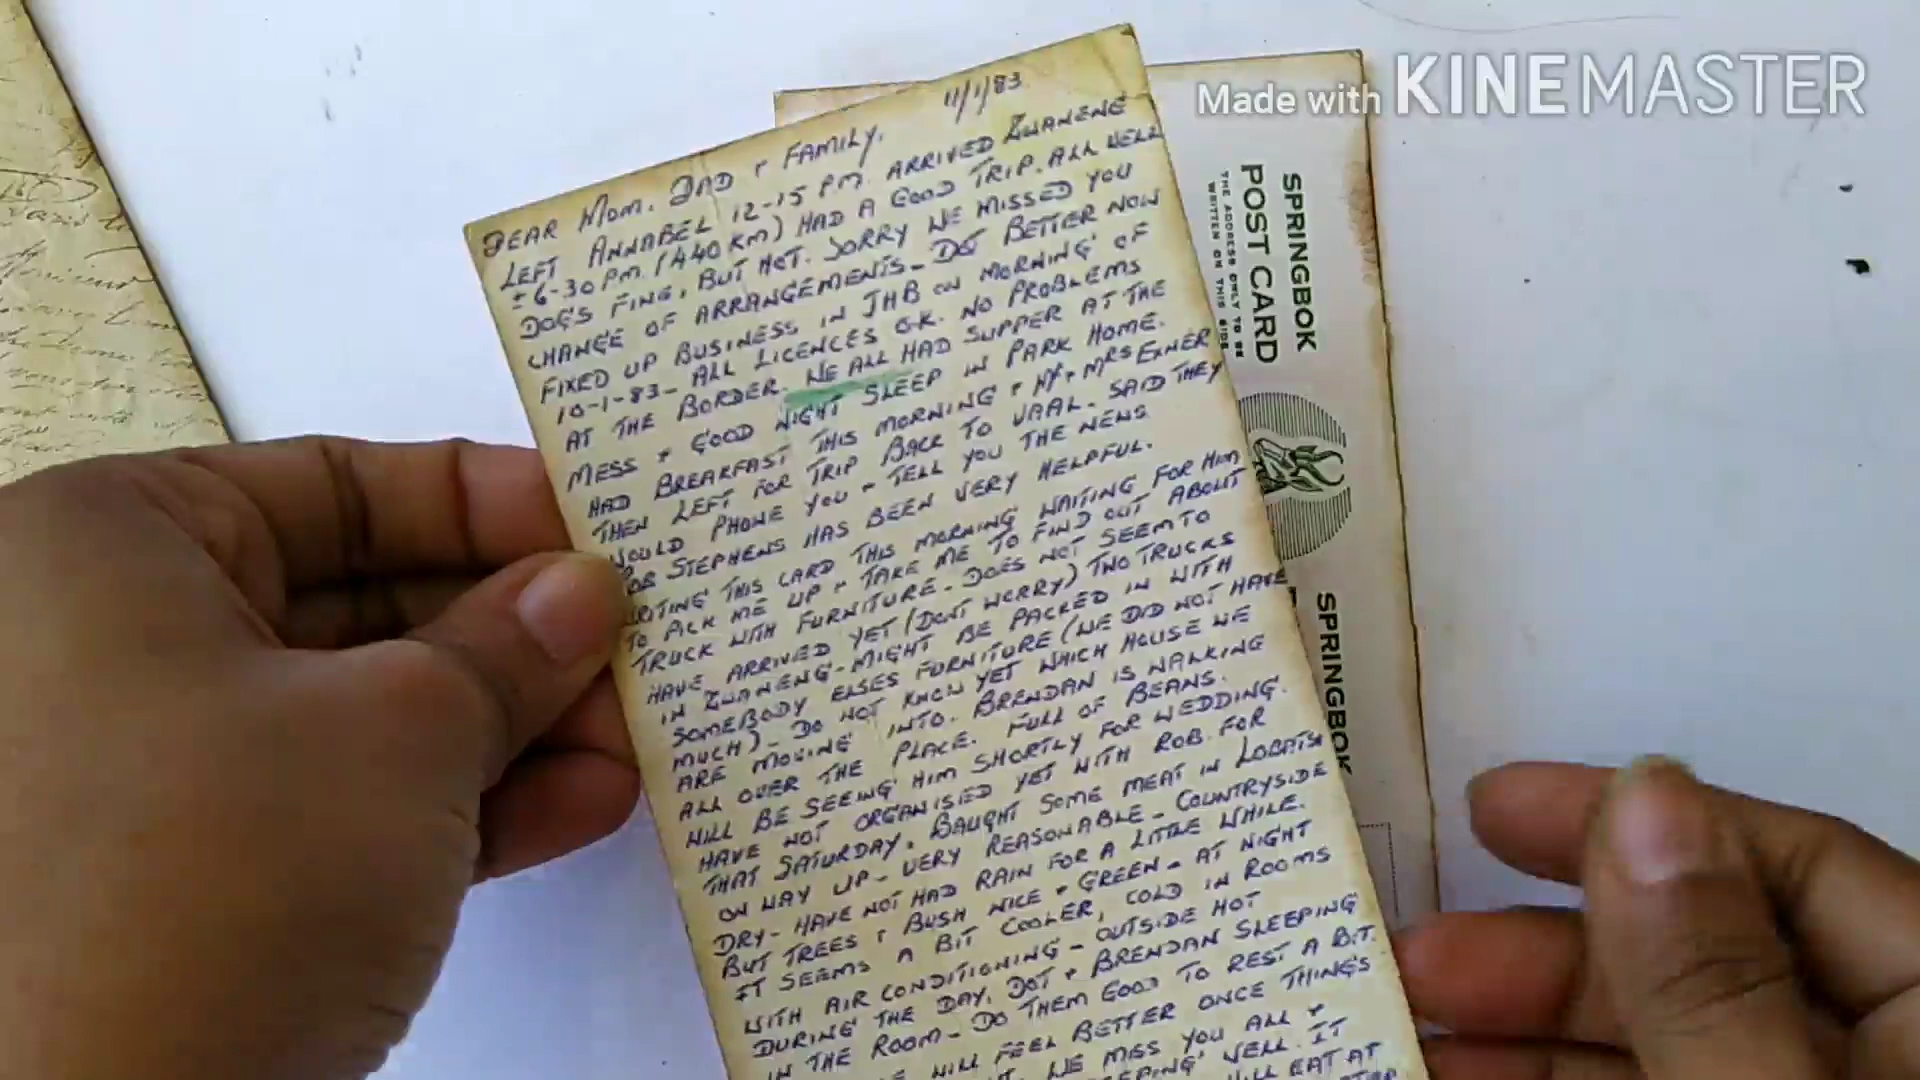 Made with KINEMASTER
11/1/83
DEAR MOM, DAD + FAMILY.
LEFT ANNABEL 12-15 PM. ARRIVED ZWANENE
± 6-30 PM. (440 KM) HAD A GOOD TRIP. ALL WELL
DOG'S FINE, BUT HOT. SORRY WE MISSED YOU
CHANGE OF ARRANGEMENTS - DOT BETTER NOW
FIXED UP BUSINESS IN JHB ON MORNING OF
10-1-83 - ALL LICENCES O.K. NO PROBLEMS
AT THE BORDER. WE ALL HAD SUPPER AT THE
MESS + GOOD NIGHT SLEEP IN PARK HOME.
HAD BREAKFAST THIS MORNING + MR + MRS EXNER
THEN LEFT FOR TRIP BACK TO VAAL. SAID THEY
WOULD PHONE YOU + TELL YOU THE NEWS
ROB STEPHENS HAS BEEN VERY HELPFUL.
WRITING THIS CARD THIS MORNING WAITING FOR HIM
TO PICK ME UP + TAKE ME TO FIND OUT ABOUT
TRUCK WITH FURNITURE - DOES NOT SEEM TO
HAVE ARRIVED YET (DON'T WORRY) TWO TRUCKS
IN ZWANENG - MIGHT BE PACKED IN WITH
SOMEBODY ELSES FURNITURE (WE DID NOT HAVE
MUCH) - DO NOT KNOW YET WHICH HOUSE WE
ARE MOVING INTO. BRENDAN IS WALKING
ALL OVER THE PLACE. FULL OF BEANS.
WILL BE SEEING HIM SHORTLY FOR WEDDING.
HAVE NOT ORGANISED YET WITH ROB. FOR
THAT SATURDAY. BAUGHT SOME MEAT IN LOBATSI
ON WAY UP - VERY REASONABLE - COUNTRYSIDE
DRY - HAVE NOT HAD RAIN FOR A LITTLE WHILE.
BUT TREES + BUSH NICE + GREEN - AT NIGHT
IT SEEMS A BIT COOLER, COLD IN ROOMS
WITH AIR CONDITIONING - OUTSIDE HOT
DURING THE DAY. DOT + BRENDAN SLEEPING
IN THE ROOM - DO THEM GOOD TO REST A BIT.
WILL FEEL BETTER ONCE THINGS
WE MISS YOU ALL +
WELL. IT
WILL EAT AT
SPRINGBOK
POST CARD
THE ADDRESS ONLY TO BE
WRITTEN ON THIS SIDE
SPRINGBOK